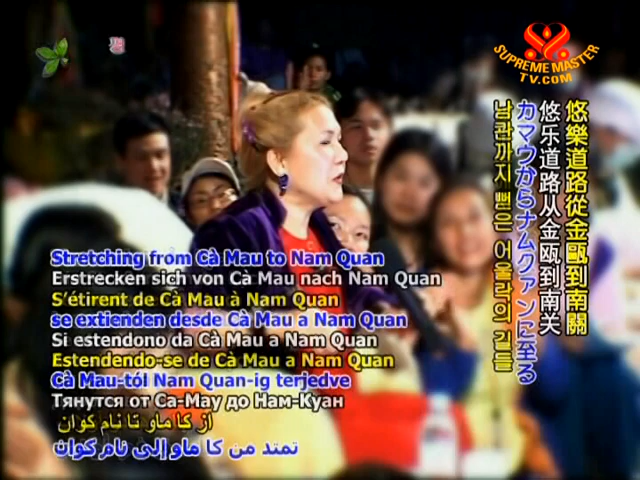 SUPREME MASTER
TV.COM
悠樂道路從金甌到南關
悠乐道路从金瓯到南关
カマウからナムクァンに至る
남콴까지 뻗은 어울락의 길들
Stretching from Cà Mau to Nam Quan
Erstrecken sich von Cà Mau nach Nam Quan
S'étirent de Cà Mau à Nam Quan
se extienden desde Cà Mau a Nam Quan
Si estendono da Cà Mau a Nam Quan
Estendendo-se de Cà Mau a Nam Quan
Cà Mau-tói Nam Quan-ig terjedve
Тянутся от Са-Мау до Нам-Куан
از کا ماو تا نام کوان
تمتد من كا ماو إلى نام كوان